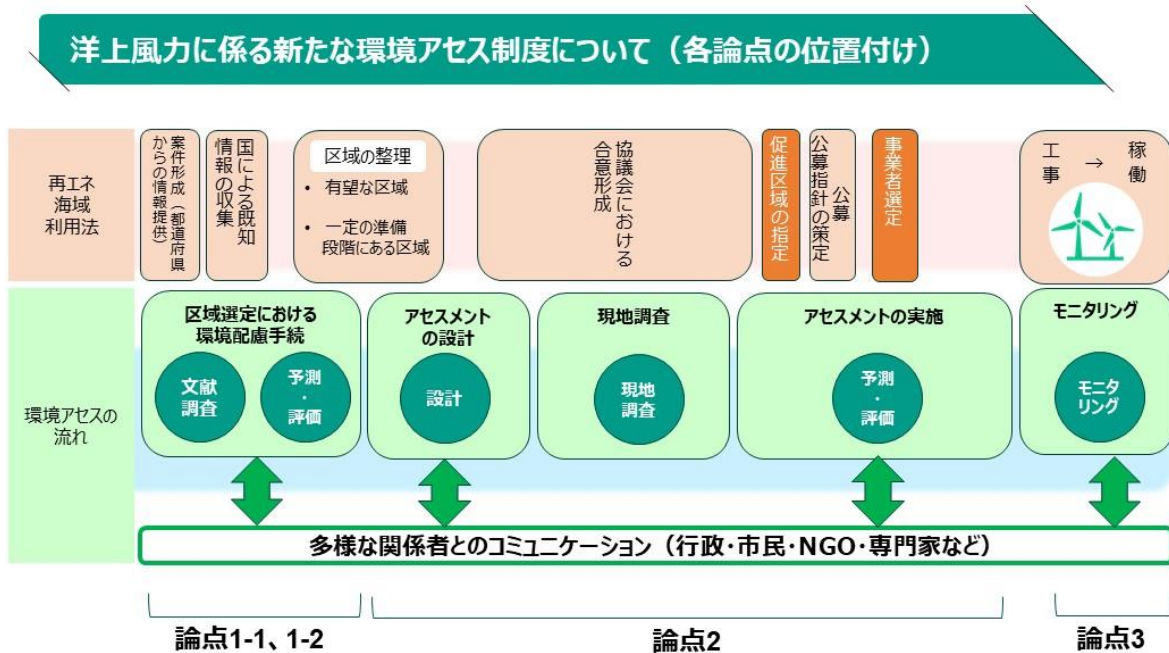 洋上風力に係る新たな環境アセス制度について（各論点の位置付け）
再エネ
海域
利用法
案件形成（都道府県
からの情報提供）
国による既知
情報の収集
区域の整理
• 有望な区域
• 一定の準備
段階にある区域
協議会における
合意形成
促進区域の指定
公募
公募指針の策定
事業者選定
工事 → 稼働
環境アセスの
流れ
区域選定における
環境配慮手続
文献
調査
予測
・
評価
アセスメント
の設計
設計
現地調査
現地
調査
アセスメントの実施
予測
・
評価
モニタリング
モニタ
リング
多様な関係者とのコミュニケーション（行政・市民・NGO・専門家など）
論点1-1、1-2
論点2
論点3